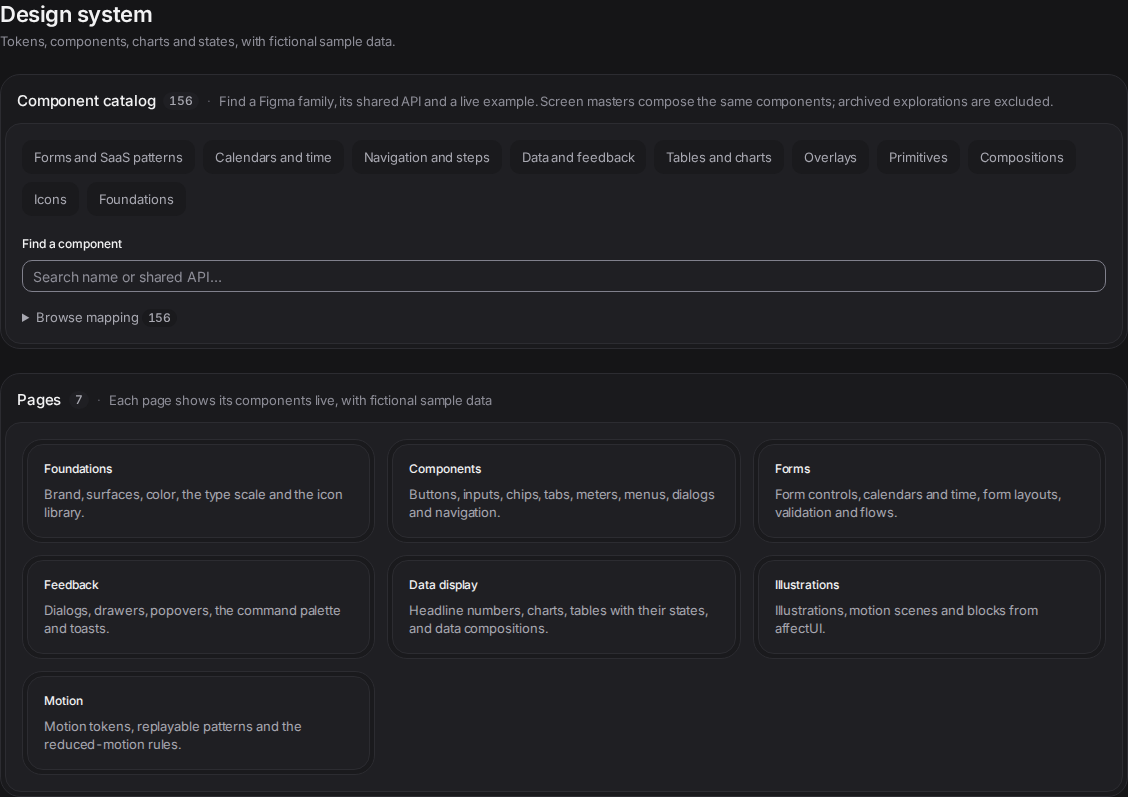 Design system
Tokens, components, charts and states, with fictional sample data.
Component catalog 156 · Find a Figma family, its shared API and a live example. Screen masters compose the same components; archived explorations are excluded.
Forms and SaaS patterns Calendars and time Navigation and steps Data and feedback Tables and charts Overlays Primitives Compositions
Icons Foundations
Find a component
Search name or shared API...
Browse mapping 156
Pages 7 · Each page shows its components live, with fictional sample data
Foundations
Brand, surfaces, color, the type scale and the icon
library.
Components
Buttons, inputs, chips, tabs, meters, menus, dialogs
and navigation.
Forms
Form controls, calendars and time, form layouts,
validation and flows.
Feedback
Dialogs, drawers, popovers, the command palette
and toasts.
Data display
Headline numbers, charts, tables with their states,
and data compositions.
Illustrations
Illustrations, motion scenes and blocks from
affectUI.
Motion
Motion tokens, replayable patterns and the
reduced-motion rules.